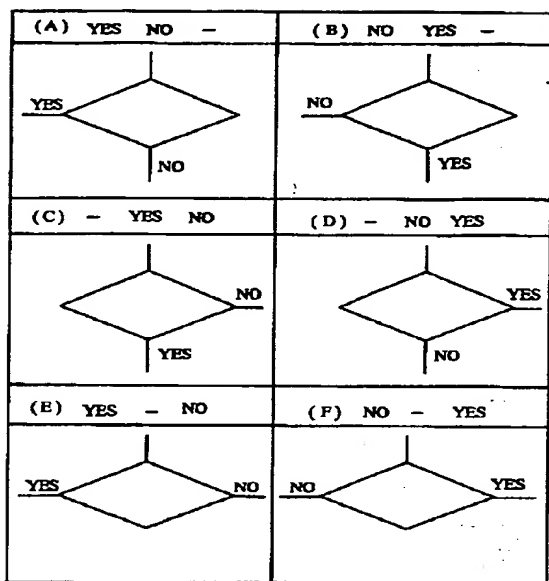 (A) YES NO –
YES
NO
(B) NO YES –
NO
YES
(C) – YES NO
NO
YES
(D) – NO YES
YES
NO
(E) YES – NO
YES
NO
(F) NO – YES
NO
YES